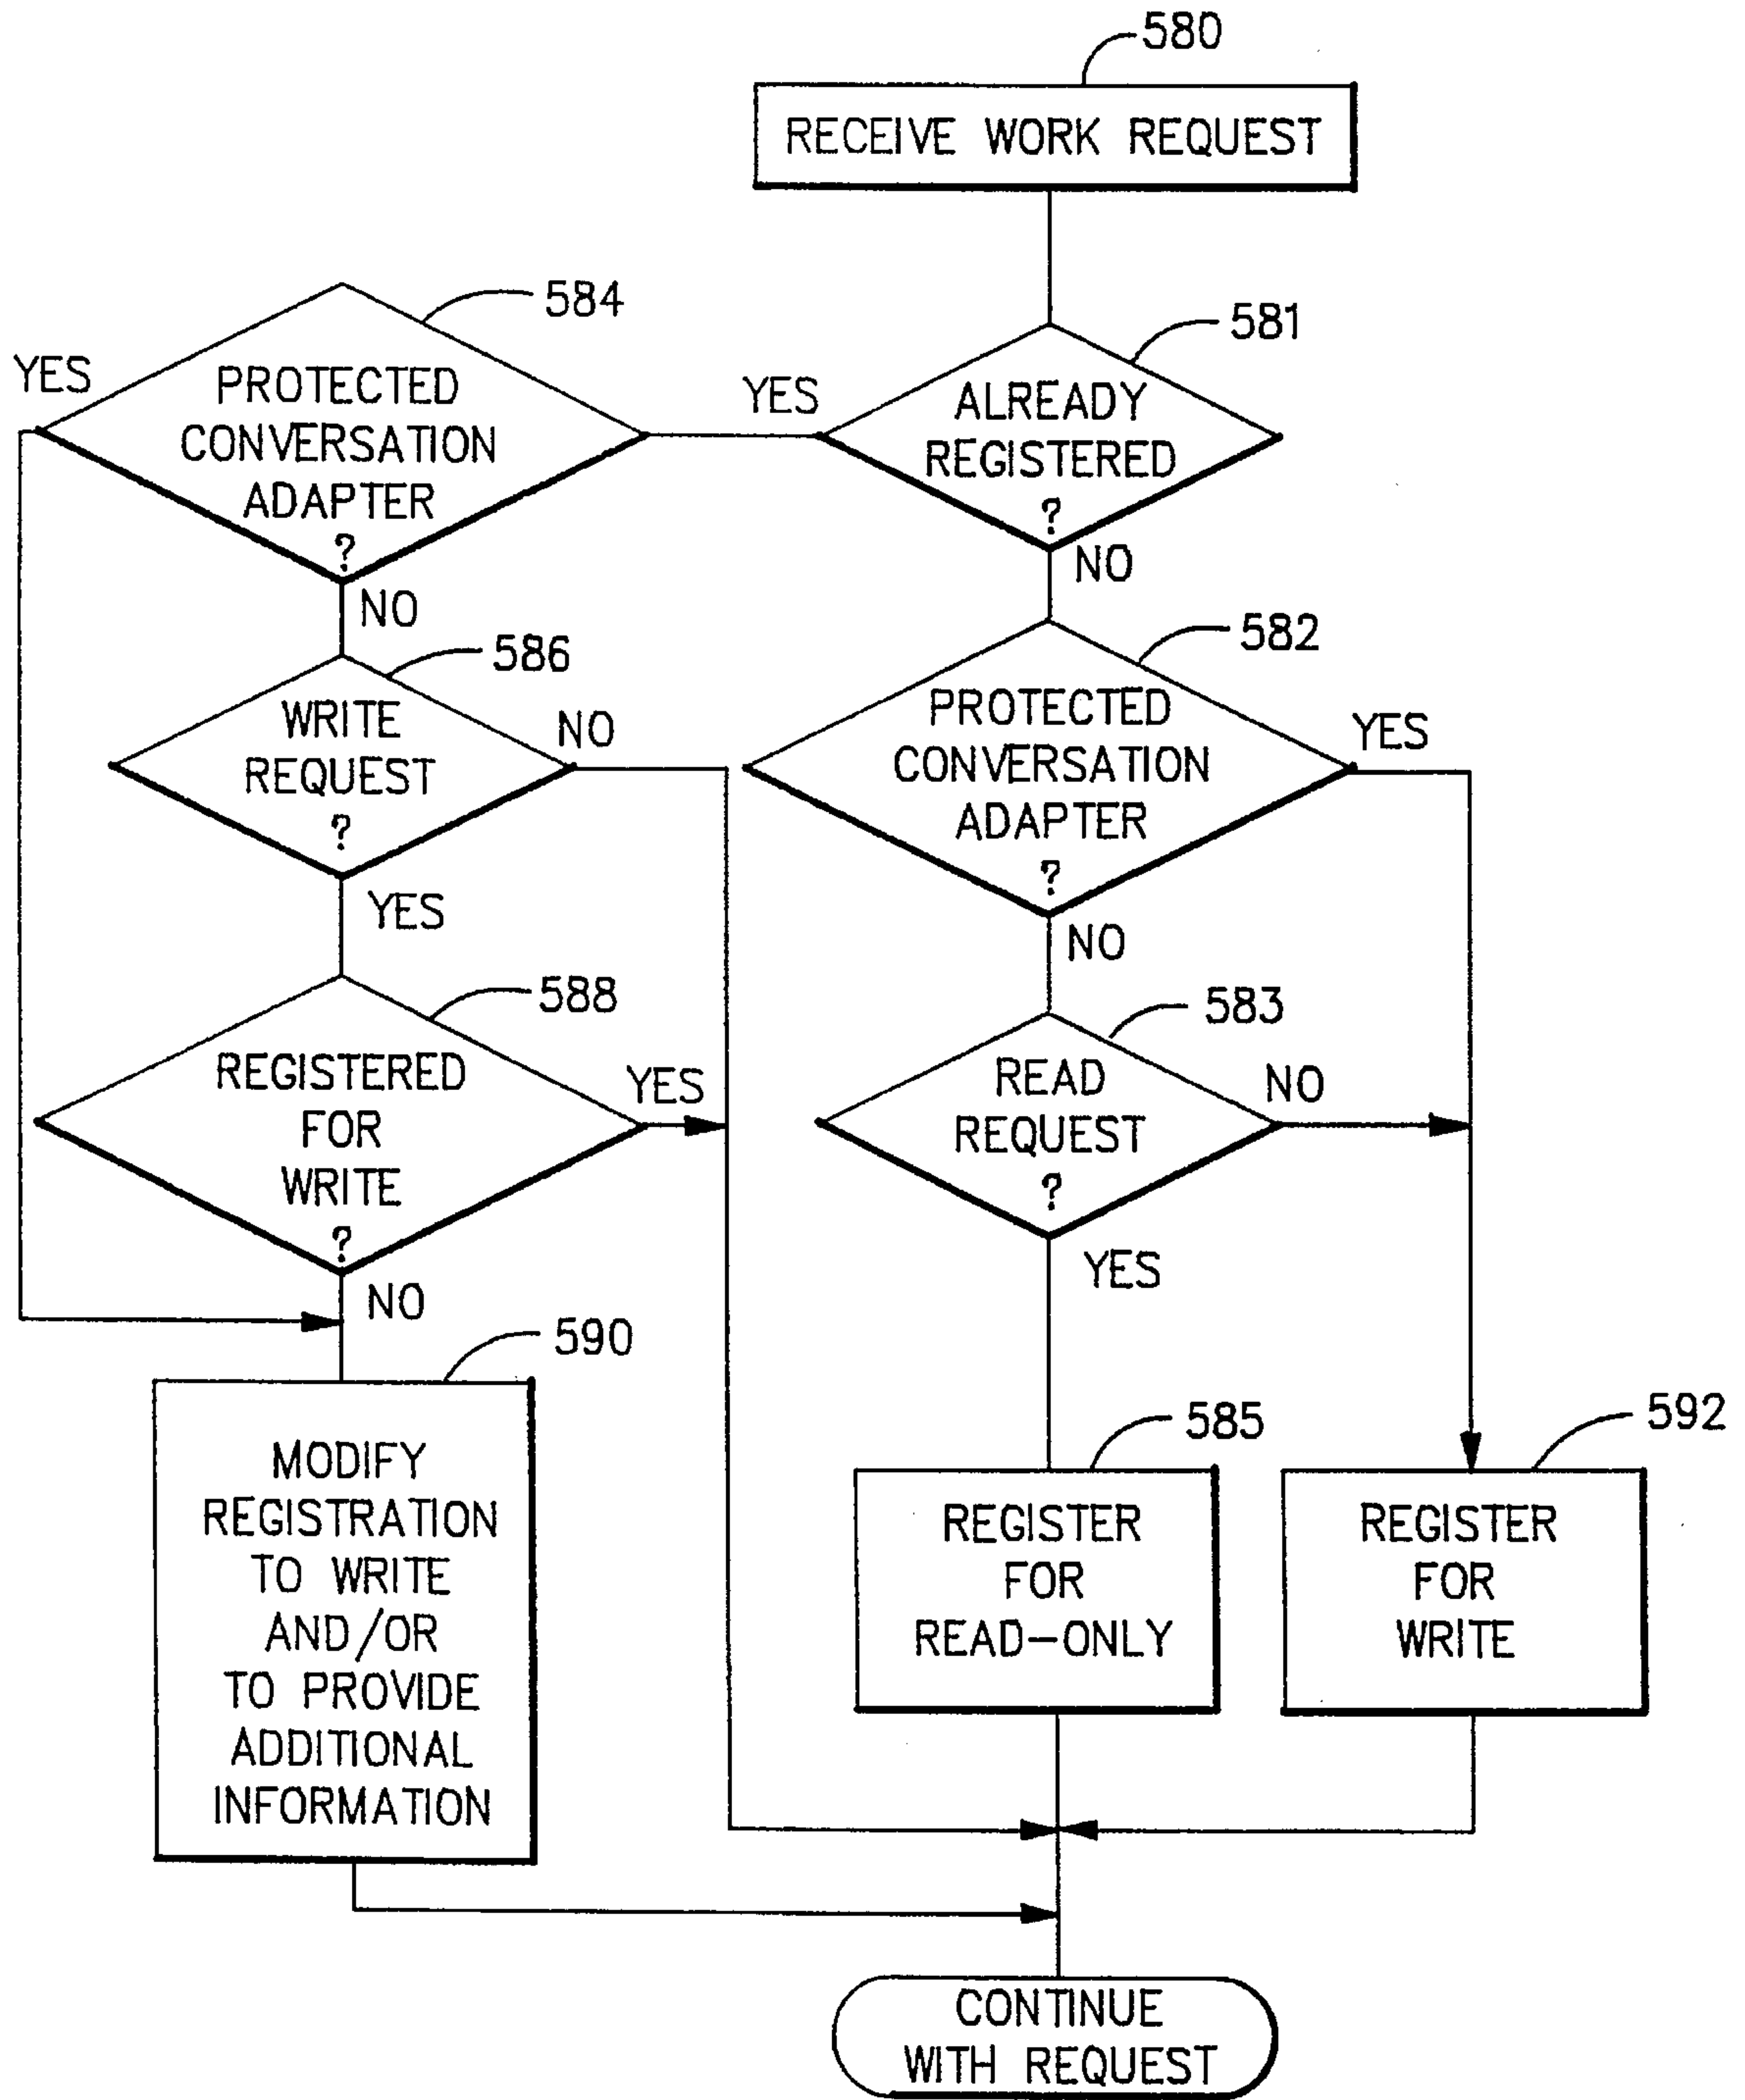 580
RECEIVE WORK REQUEST
584
581
YES
PROTECTED
CONVERSATION
ADAPTER
?
YES
ALREADY
REGISTERED
?
NO
NO
586
582
WRITE
REQUEST
?
NO
PROTECTED
CONVERSATION
ADAPTER
?
YES
YES
NO
588
583
REGISTERED
FOR
WRITE
?
YES
READ
REQUEST
?
NO
YES
NO
590
585
592
MODIFY
REGISTRATION
TO WRITE
AND/OR
TO PROVIDE
ADDITIONAL
INFORMATION
REGISTER
FOR
READ-ONLY
REGISTER
FOR
WRITE
CONTINUE
WITH REQUEST